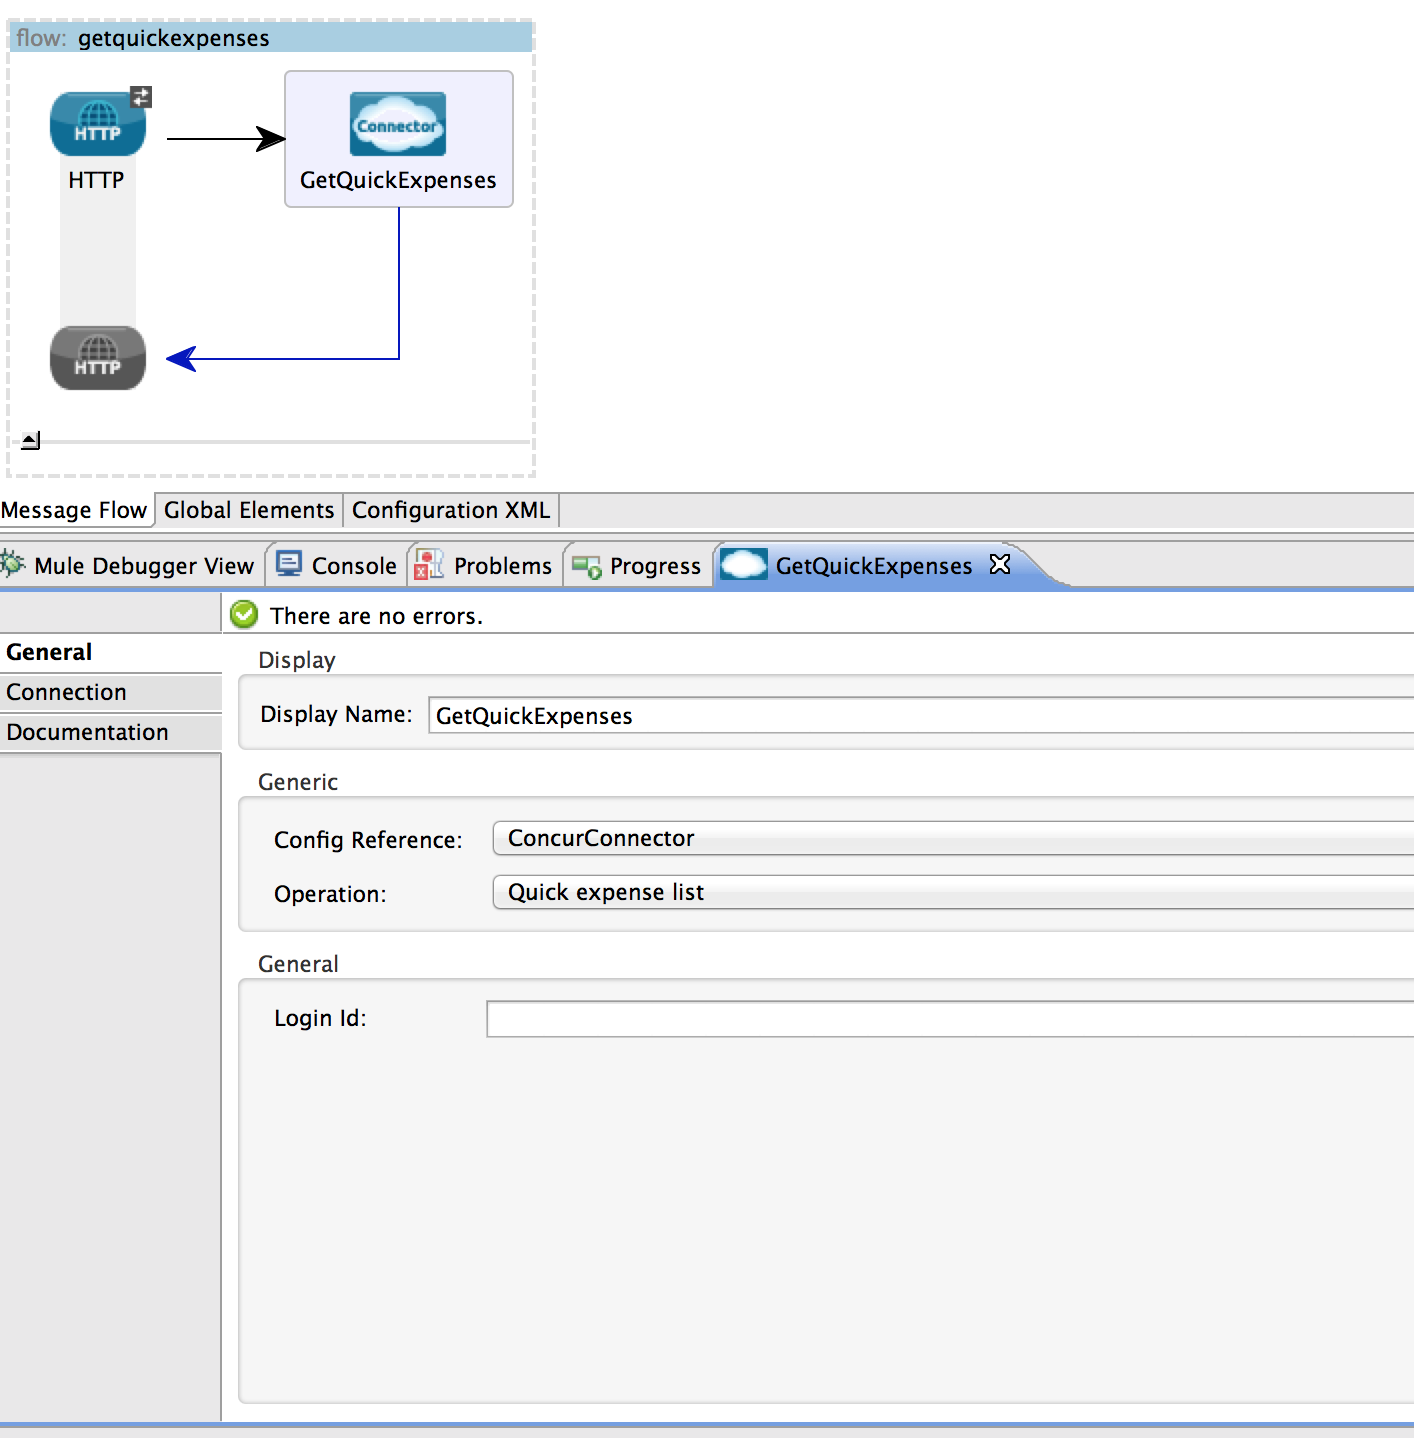 flow: getquickexpenses
HTTP
Connector
HTTP
GetQuickExpenses
HTTP
Message Flow
Global Elements
Configuration XML
Mule Debugger View
Console
Problems
Progress
GetQuickExpenses
There are no errors.
General
Connection
Documentation
Display
Display Name: GetQuickExpenses
Generic
Config Reference: ConcurConnector
Operation: Quick expense list
General
Login Id: